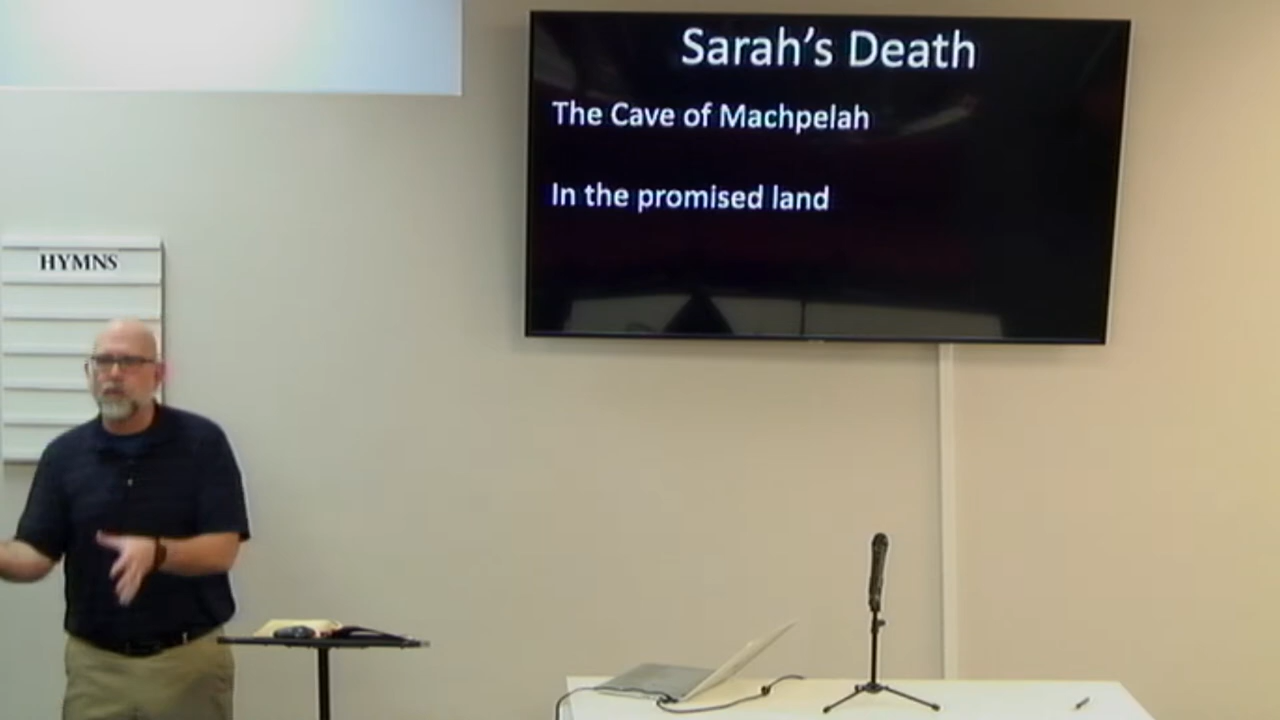 Sarah's Death
The Cave of Machpelah
In the promised land
HYMNS